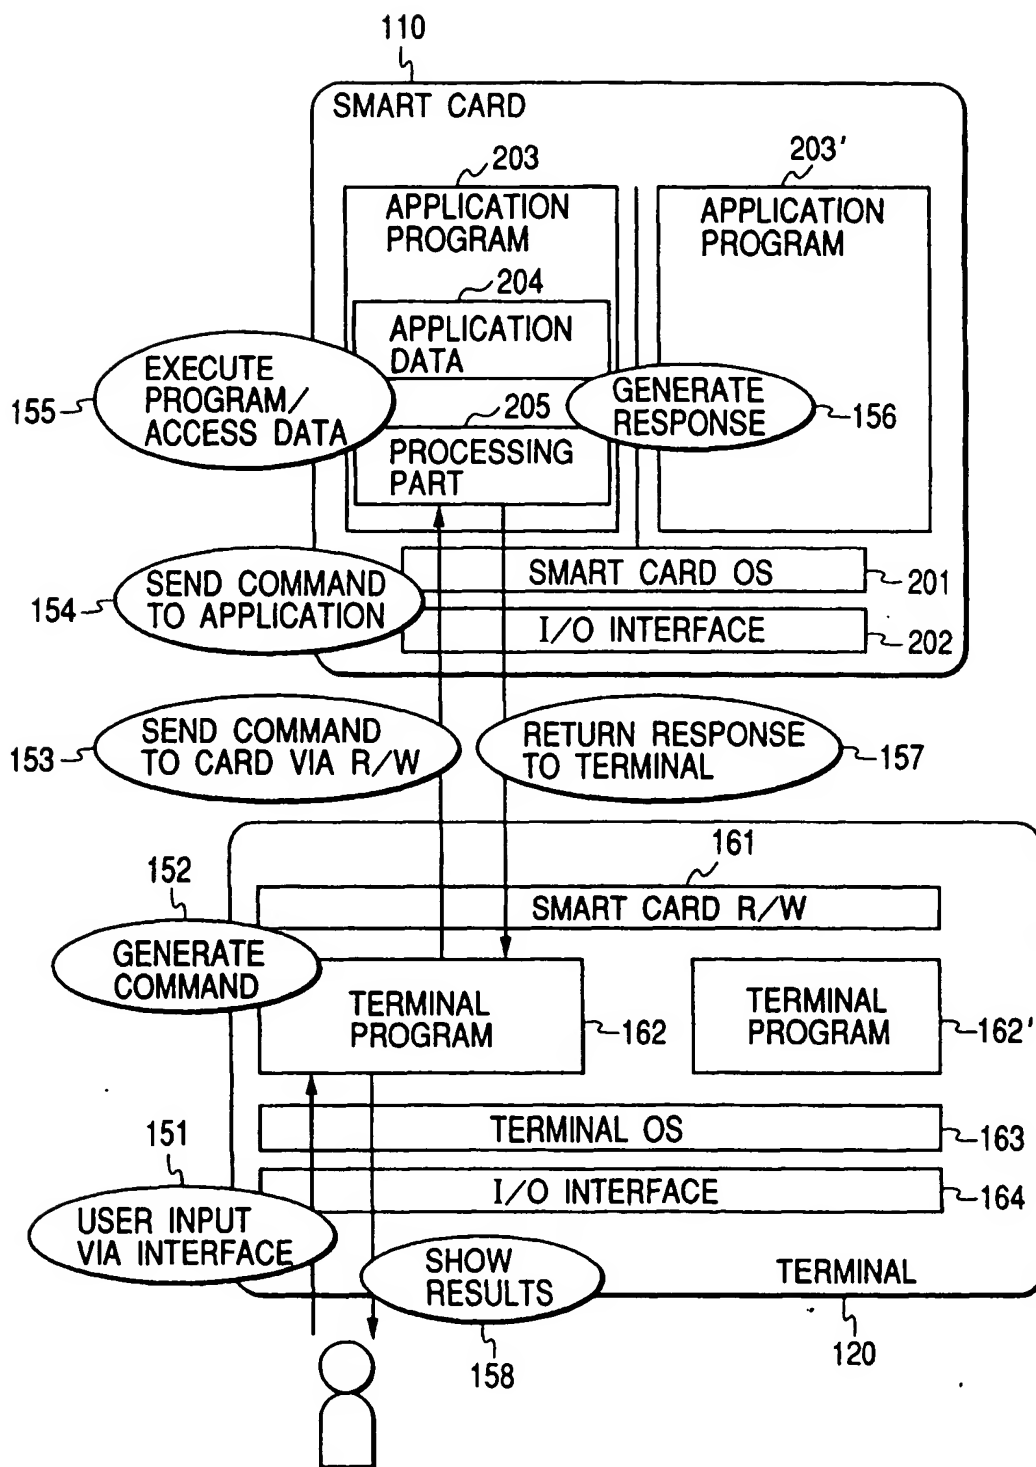 110
SMART CARD
203
203'
APPLICATION
PROGRAM
APPLICATION
PROGRAM
204
APPLICATION
DATA
EXECUTE
PROGRAM/
ACCESS DATA
155
205
GENERATE
RESPONSE
156
PROCESSING
PART
SEND COMMAND
TO APPLICATION
154
SMART CARD OS
201
I/O INTERFACE
202
SEND COMMAND
TO CARD VIA R/W
153
RETURN RESPONSE
TO TERMINAL
157
161
152
SMART CARD R/W
GENERATE
COMMAND
TERMINAL
PROGRAM
162
TERMINAL
PROGRAM
162'
151
TERMINAL OS
163
I/O INTERFACE
164
USER INPUT
VIA INTERFACE
SHOW
RESULTS
TERMINAL
158
120